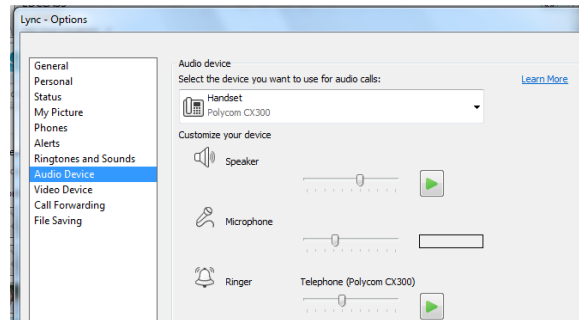 Lync - Options
General
Personal
Status
My Picture
Phones
Alerts
Ringtones and Sounds
Audio Device
Video Device
Call Forwarding
File Saving
Audio device
Select the device you want to use for audio calls:
Learn More
Handset
Polycom CX300
Customize your device
Speaker
Microphone
Ringer
Telephone (Polycom CX300)